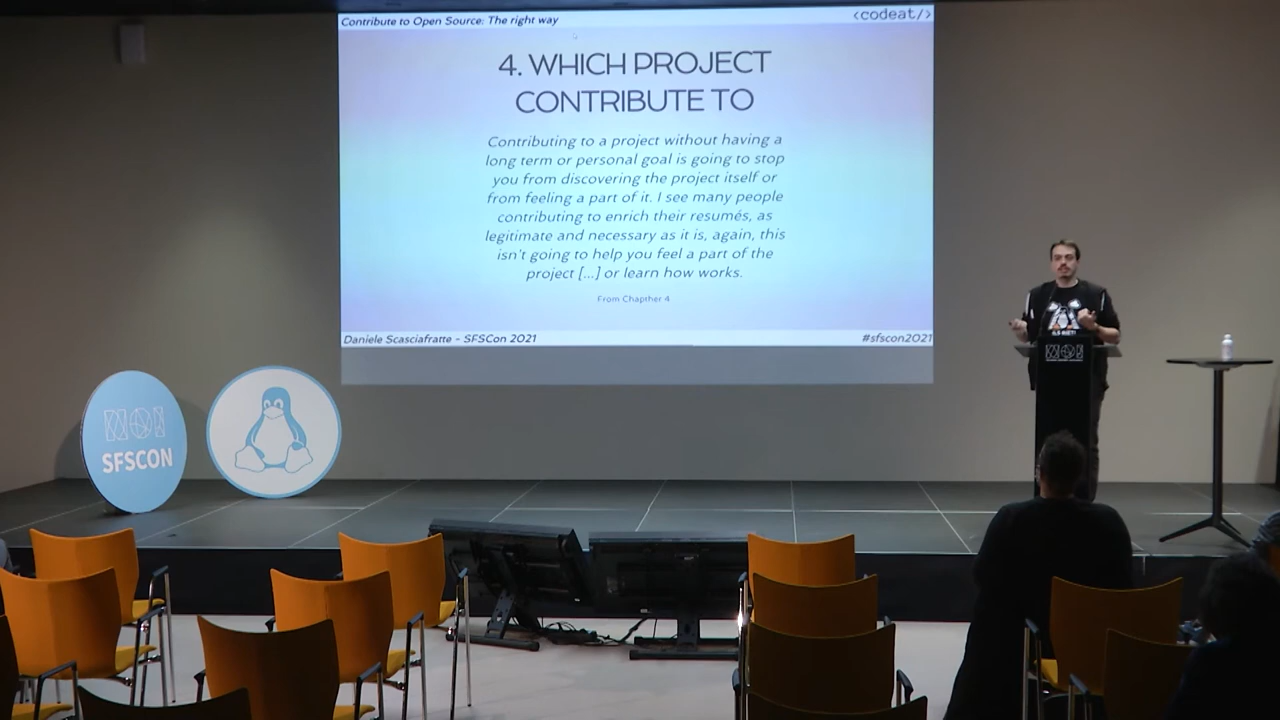 Contribute to Open Source: The right way
<codeat/>
4. WHICH PROJECT
CONTRIBUTE TO
Contributing to a project without having a
long term or personal goal is going to stop
you from discovering the project itself or
from feeling a part of it. I see many people
contributing to enrich their resumés, as
legitimate and necessary as it is, again, this
isn't going to help you feel a part of the
project [...] or learn how works.
From Chapther 4
Daniele Scasciafratte - SFSCon 2021
#sfscon2021
NOI
SFSCON
NOI